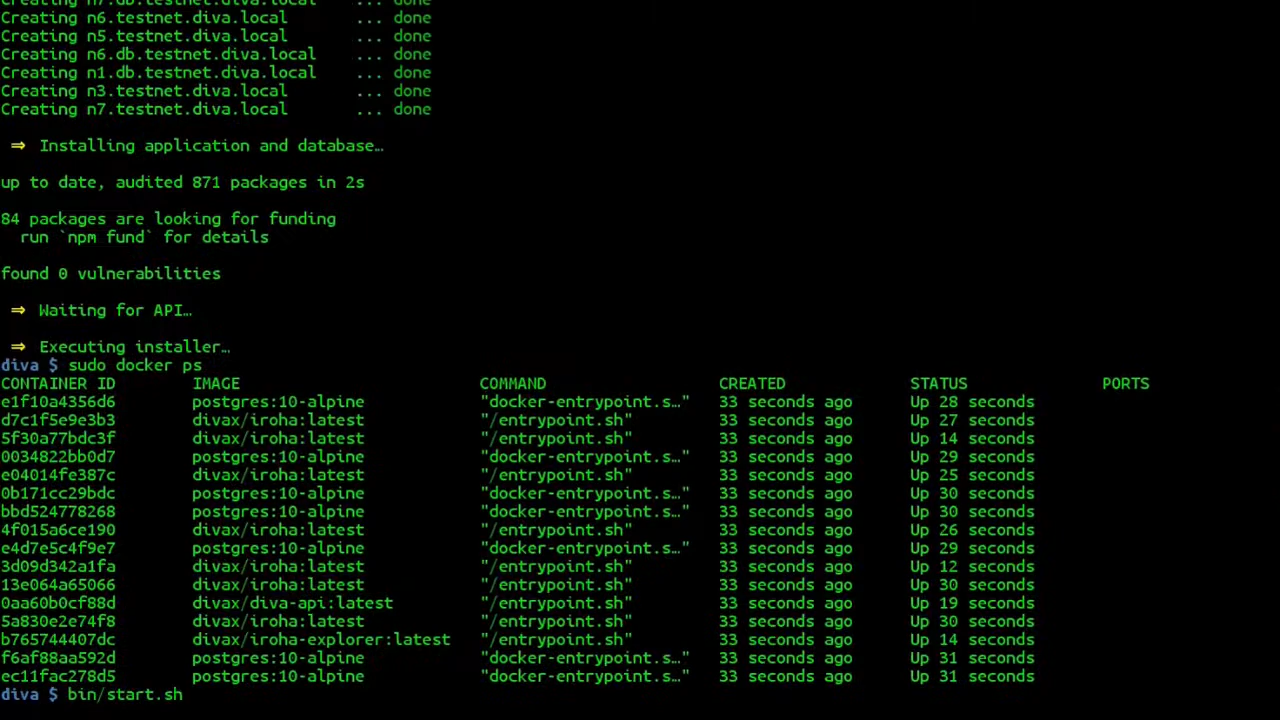 Creating n7.db.testnet.diva.local ... done
Creating n6.testnet.diva.local ... done
Creating n5.testnet.diva.local ... done
Creating n6.db.testnet.diva.local ... done
Creating n1.db.testnet.diva.local ... done
Creating n3.testnet.diva.local ... done
Creating n7.testnet.diva.local ... done
⇒ Installing application and database…
up to date, audited 871 packages in 2s
84 packages are looking for funding
run `npm fund` for details
found 0 vulnerabilities
⇒ Waiting for API…
⇒ Executing installer…
diva $ sudo docker ps
CONTAINER ID IMAGE COMMAND CREATED STATUS PORTS
e1f10a4356d6 postgres:10-alpine "docker-entrypoint.s…" 33 seconds ago Up 28 seconds
d7c1f5e9e3b3 divax/iroha:latest "/entrypoint.sh" 33 seconds ago Up 27 seconds
5f30a77bdc3f divax/iroha:latest "/entrypoint.sh" 33 seconds ago Up 14 seconds
0034822bb0d7 postgres:10-alpine "docker-entrypoint.s…" 33 seconds ago Up 29 seconds
e04014fe387c divax/iroha:latest "/entrypoint.sh" 33 seconds ago Up 25 seconds
0b171cc29bdc postgres:10-alpine "docker-entrypoint.s…" 33 seconds ago Up 30 seconds
bbd524778268 postgres:10-alpine "docker-entrypoint.s…" 33 seconds ago Up 30 seconds
4f015a6ce190 divax/iroha:latest "/entrypoint.sh" 33 seconds ago Up 26 seconds
e4d7e5c4f9e7 postgres:10-alpine "docker-entrypoint.s…" 33 seconds ago Up 29 seconds
3d09d342a1fa divax/iroha:latest "/entrypoint.sh" 33 seconds ago Up 12 seconds
13e064a65066 divax/iroha:latest "/entrypoint.sh" 33 seconds ago Up 30 seconds
0aa60b0cf88d divax/diva-api:latest "/entrypoint.sh" 33 seconds ago Up 19 seconds
5a830e2e74f8 divax/iroha:latest "/entrypoint.sh" 33 seconds ago Up 30 seconds
b765744407dc divax/iroha-explorer:latest "/entrypoint.sh" 33 seconds ago Up 14 seconds
f6af88aa592d postgres:10-alpine "docker-entrypoint.s…" 33 seconds ago Up 31 seconds
ec11fac278d5 postgres:10-alpine "docker-entrypoint.s…" 33 seconds ago Up 31 seconds
diva $ bin/start.sh